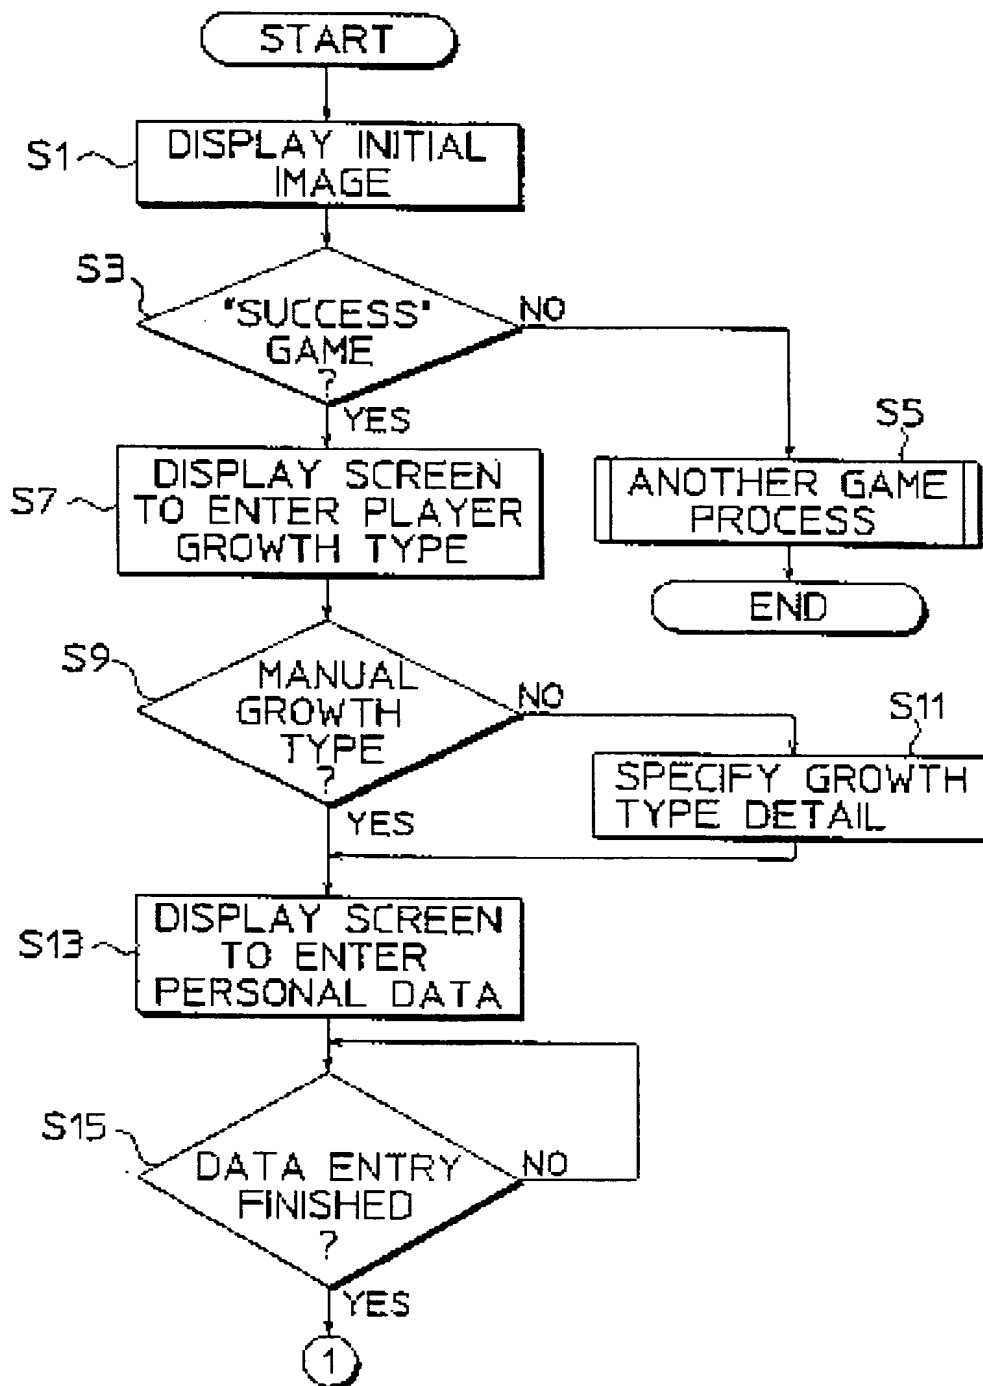 START
S1
DISPLAY INITIAL
IMAGE
S3
"SUCCESS"
GAME
?
NO
YES
S5
ANOTHER GAME
PROCESS
END
S7
DISPLAY SCREEN
TO ENTER PLAYER
GROWTH TYPE
S9
MANUAL
GROWTH
TYPE
?
NO
YES
S11
SPECIFY GROWTH
TYPE DETAIL
S13
DISPLAY SCREEN
TO ENTER
PERSONAL DATA
S15
DATA ENTRY
FINISHED
?
NO
YES
1